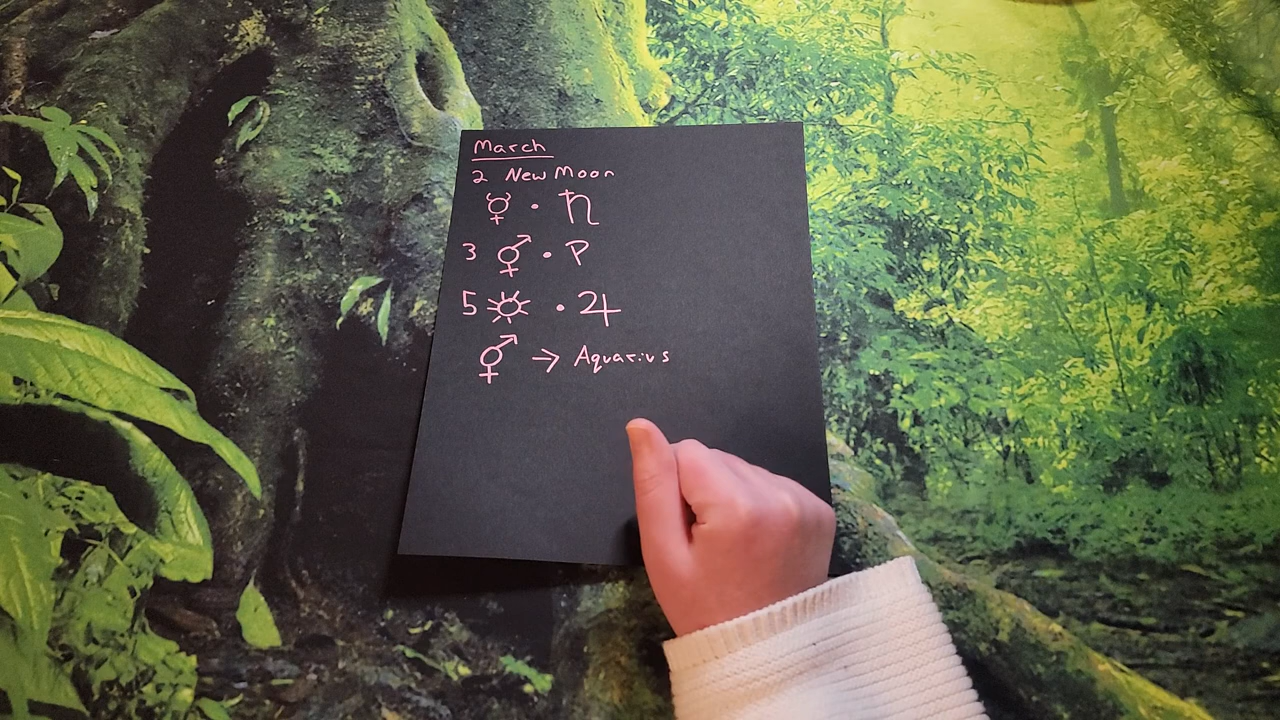 March
2 New Moon
☿ • ♄
3 ⚥ • P
5 ☼ • ♃
⚥ → Aquarius